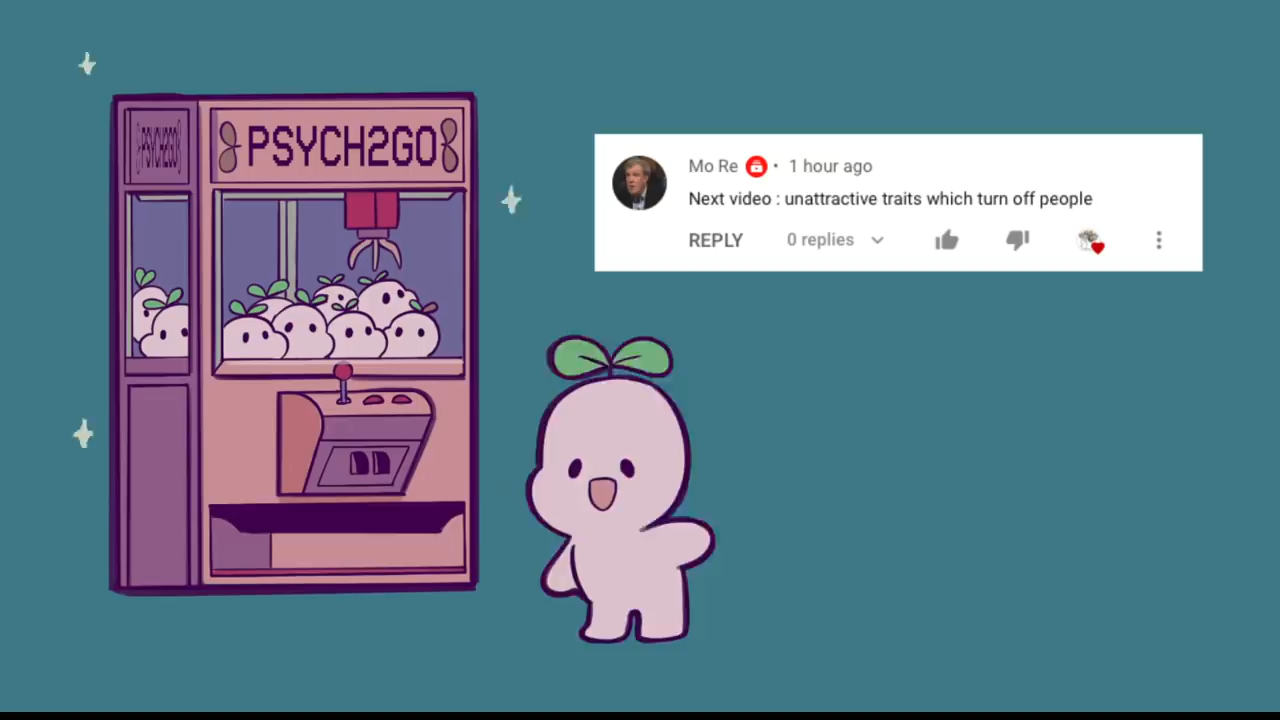 PSYCH2GO
PSYCH2GO
Mo Re • 1 hour ago
Next video : unattractive traits which turn off people
REPLY 0 replies